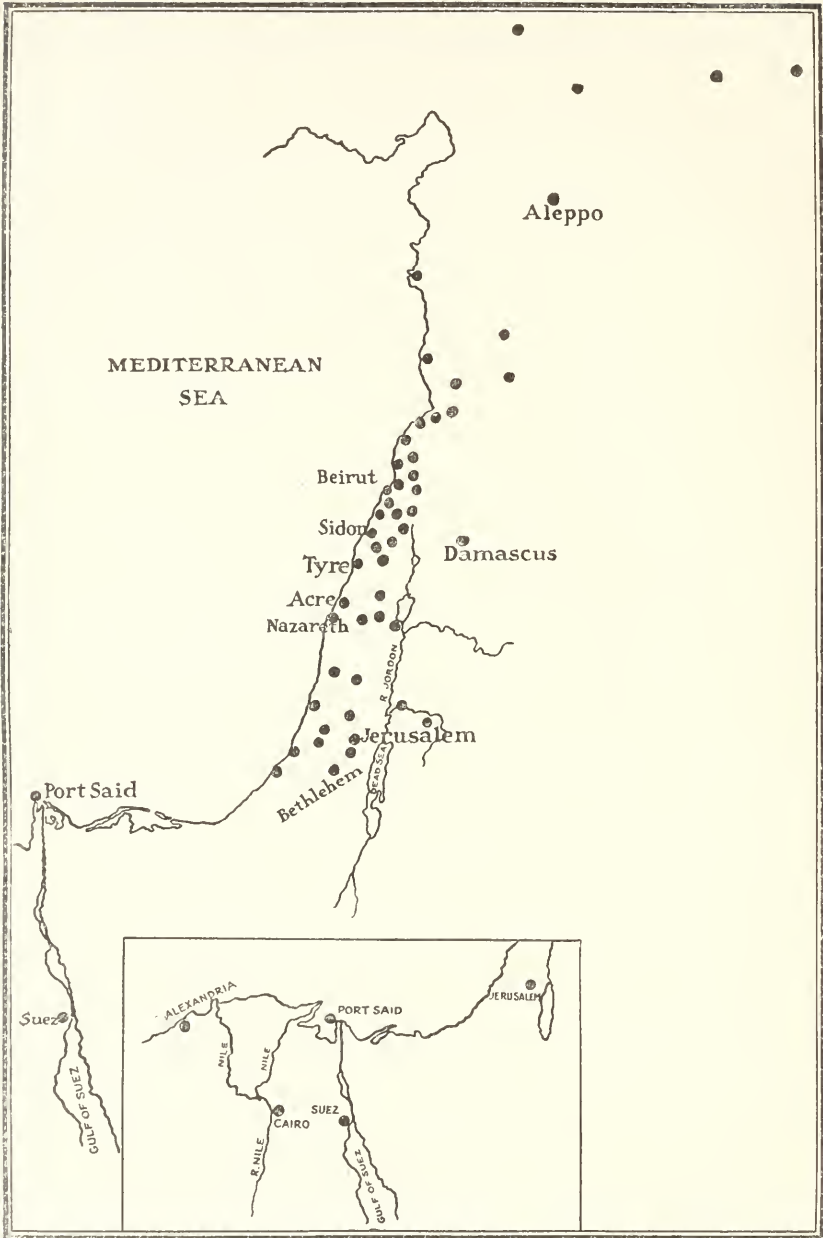 Aleppo
MEDITERRANEAN
SEA
Beirut
Sidon
Damascus
Tyre
Acre
Nazarath
R. JORDON
Jerusalem
DEAD SEA
Bethlehem
Port Said
Suez
GULF OF SUEZ
ALEXANDRIA
PORT SAID
JERUSALEM
NILE
NILE
CAIRO
SUEZ
R. NILE
GULF OF SUEZ